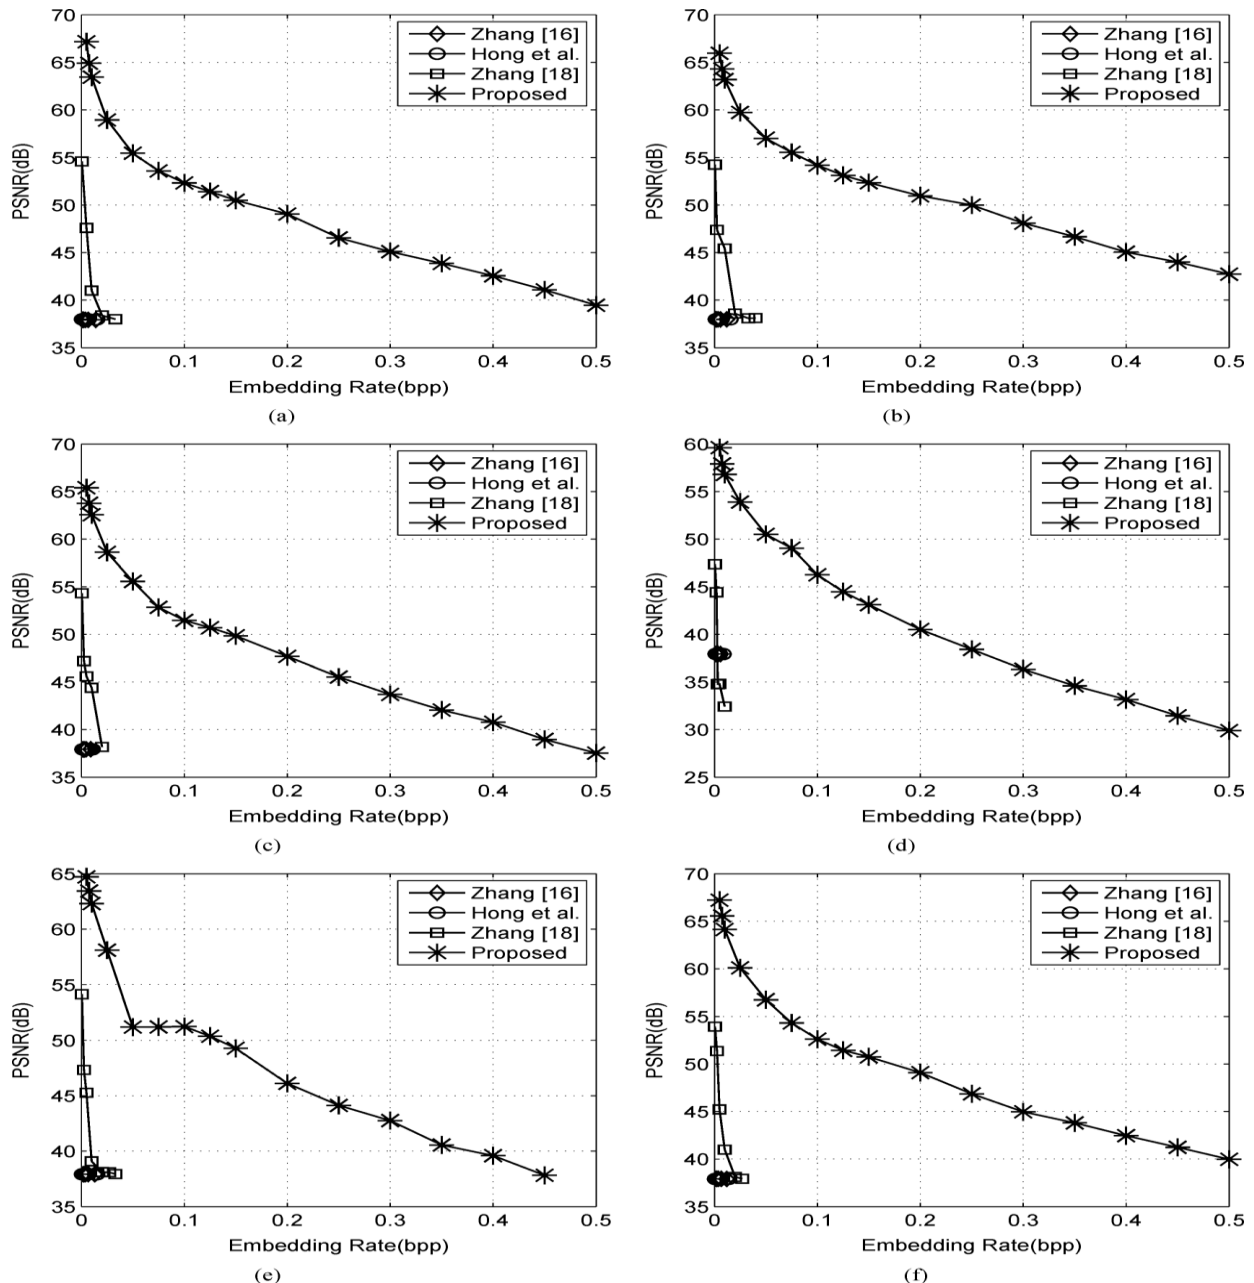 70
65
60
55
50
45
40
35
PSNR(dB)
Zhang [16]
Hong et al.
Zhang [18]
Proposed
0 0.1 0.2 0.3 0.4 0.5
Embedding Rate(bpp)
(a)
70
65
60
55
50
45
40
35
PSNR(dB)
Zhang [16]
Hong et al.
Zhang [18]
Proposed
0 0.1 0.2 0.3 0.4 0.5
Embedding Rate(bpp)
(b)
70
65
60
55
50
45
40
35
PSNR(dB)
Zhang [16]
Hong et al.
Zhang [18]
Proposed
0 0.1 0.2 0.3 0.4 0.5
Embedding Rate(bpp)
(c)
60
55
50
45
40
35
30
25
PSNR(dB)
Zhang [16]
Hong et al.
Zhang [18]
Proposed
0 0.1 0.2 0.3 0.4 0.5
Embedding Rate(bpp)
(d)
65
60
55
50
45
40
35
PSNR(dB)
Zhang [16]
Hong et al.
Zhang [18]
Proposed
0 0.1 0.2 0.3 0.4 0.5
Embedding Rate(bpp)
(e)
70
65
60
55
50
45
40
35
PSNR(dB)
Zhang [16]
Hong et al.
Zhang [18]
Proposed
0 0.1 0.2 0.3 0.4 0.5
Embedding Rate(bpp)
(f)